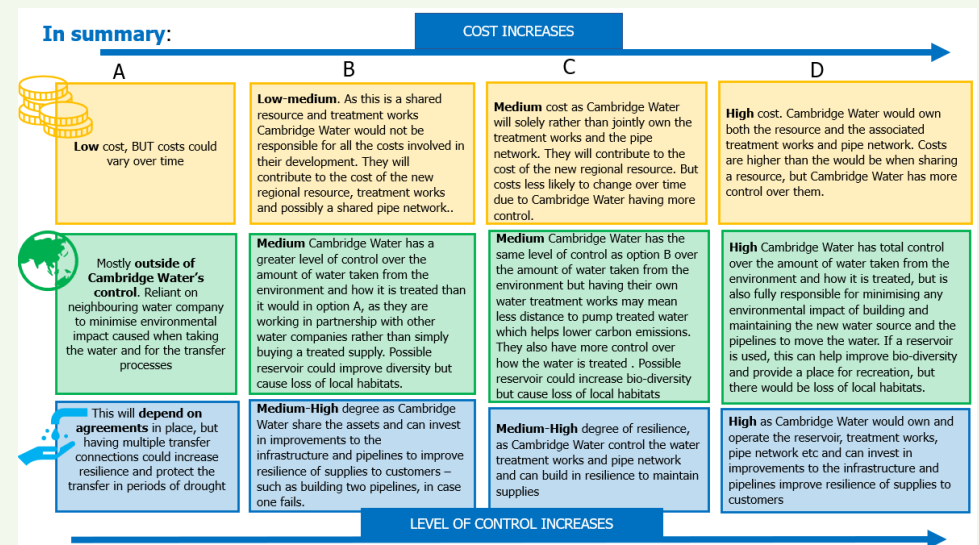 In summary:
COST INCREASES
A
B
C
D
Low cost, BUT costs could
vary over time
Low-medium. As this is a shared
resource and treatment works
Cambridge Water would not be
responsible for all the costs involved in
their development. They will
contribute to the cost of the new
regional resource, treatment works
and possibly a shared pipe network..
Medium cost as Cambridge Water
will solely rather than jointly own the
treatment works and the pipe
network. They will contribute to the
cost of the new regional resource. But
costs less likely to change over time
due to Cambridge Water having more
control.
High cost. Cambridge Water would own
both the resource and the associated
treatment works and pipe network. Costs
are higher than the would be when sharing
a resource, but Cambridge Water has more
control over them.
Mostly outside of
Cambridge Water's
control. Reliant on
neighbouring water company
to minimise environmental
impact caused when taking
the water and for the transfer
processes
Medium Cambridge Water has a
greater level of control over the
amount of water taken from the
environment and how it is treated than
it would in option A, as they are
working in partnership with other
water companies rather than simply
buying a treated supply. Possible
reservoir could improve diversity but
cause loss of local habitats.
Medium Cambridge Water has the
same level of control as option B over
the amount of water taken from the
environment but having their own
water treatment works may mean
less distance to pump treated water
which helps lower carbon emissions.
They also have more control over
how the water is treated . Possible
reservoir could increase bio-diversity
but cause loss of local habitats
High Cambridge Water has total control
over the amount of water taken from the
environment and how it is treated, but is
also fully responsible for minimising any
environmental impact of building and
maintaining the new water source and the
pipelines to move the water. If a reservoir
is used, this can help improve bio-diversity
and provide a place for recreation, but
there would be loss of local habitats.
This will depend on
agreements in place, but
having multiple transfer
connections could increase
resilience and protect the
transfer in periods of drought
Medium-High degree as Cambridge
Water share the assets and can invest
in improvements to the
infrastructure and pipelines to improve
resilience of supplies to customers –
such as building two pipelines, in case
one fails.
Medium-High degree of resilience,
as Cambridge Water control the water
treatment works and pipe network
and can build in resilience to maintain
supplies
High as Cambridge Water would own and
operate the reservoir, treatment works,
pipe network etc and can invest in
improvements to the infrastructure and
pipelines improve resilience of supplies to
customers
LEVEL OF CONTROL INCREASES